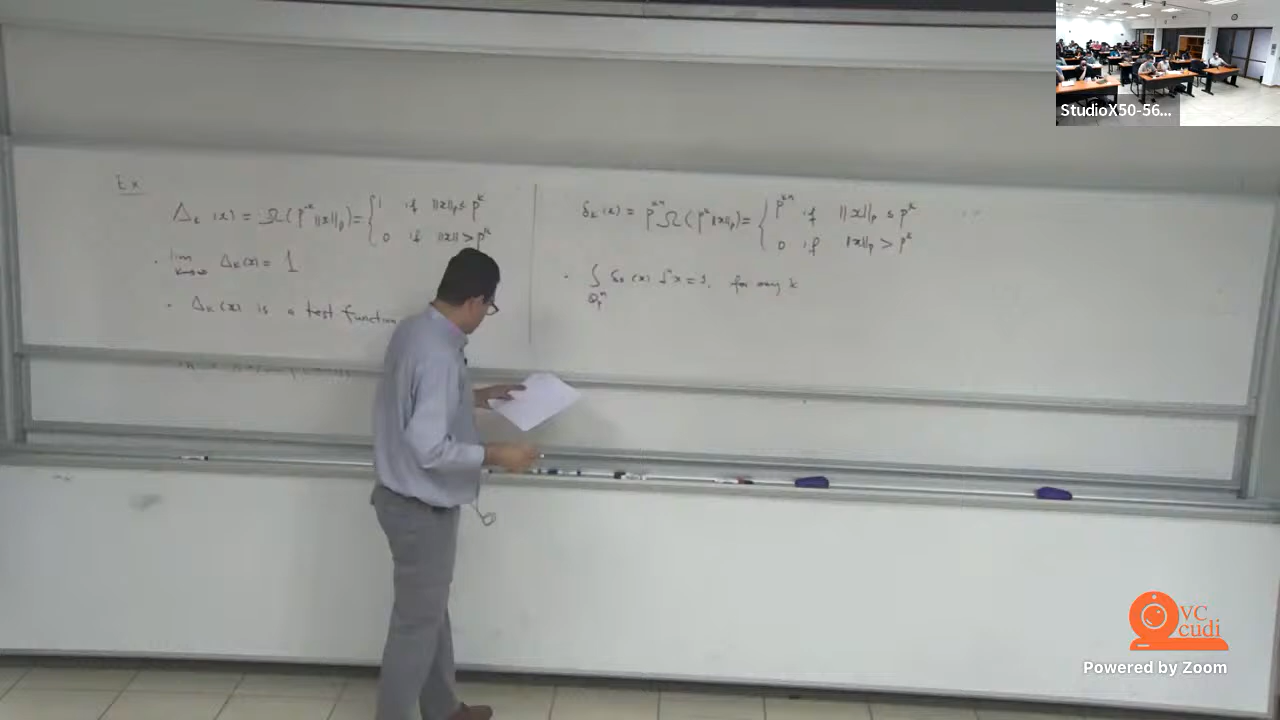 Ex
Δ_k(x) = Ω(p^{-k}||x||_p) = { 1 if ||x||_p ≤ p^k
0 if ||x|| > p^k
· lim Δ_k(x) = 1
k→∞
· Δ_k(x) is a test function
δ_k(x) = p^{kn} Ω(p^k||x||_p) = { p^{kn} if ||x||_p ≤ p^k
0 if ||x||_p > p^k
· ∫ δ_k(x) d^n x = 1, for any k
Q_p^n
StudioX50-56...
VC
cudi
Powered by Zoom